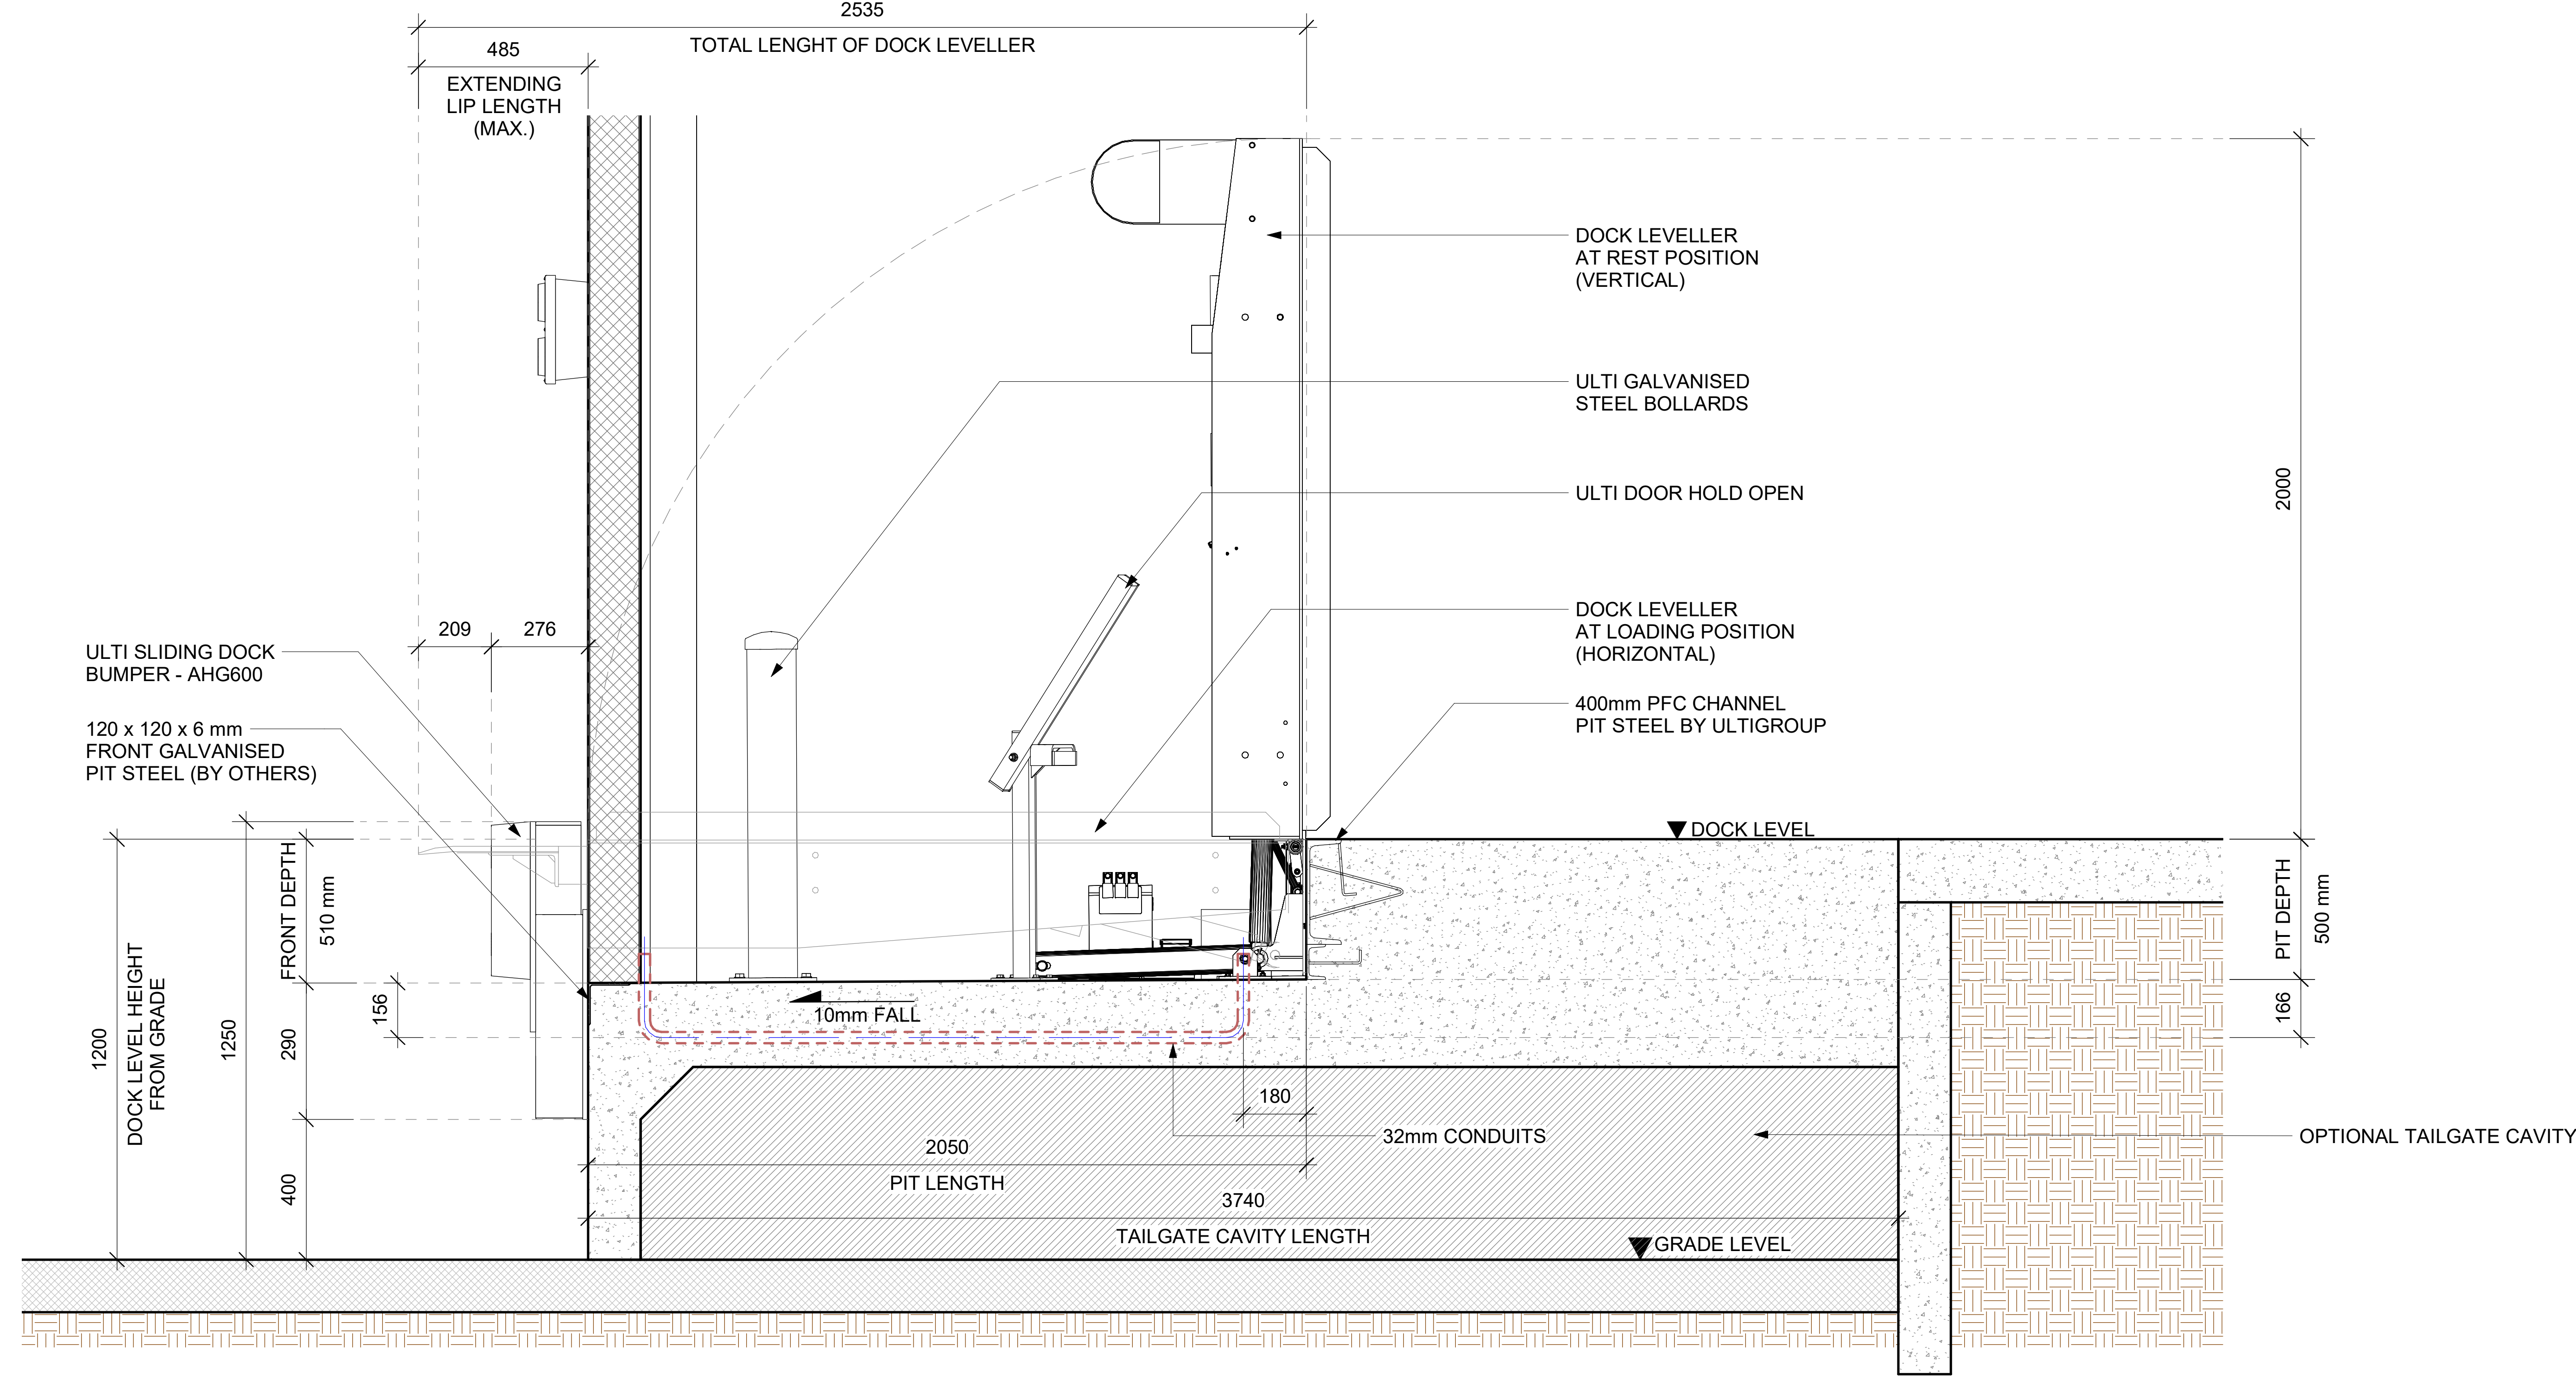 2535
TOTAL LENGHT OF DOCK LEVELLER
485
EXTENDING
LIP LENGTH
(MAX.)
DOCK LEVELLER
AT REST POSITION
(VERTICAL)
ULTI GALVANISED
STEEL BOLLARDS
2000
ULTI DOOR HOLD OPEN
209
276
DOCK LEVELLER
AT LOADING POSITION
(HORIZONTAL)
ULTI SLIDING DOCK
BUMPER - AHG600
400mm PFC CHANNEL
PIT STEEL BY ULTIGROUP
120 x 120 x 6 mm
FRONT GALVANISED
PIT STEEL (BY OTHERS)
DOCK LEVEL
FRONT DEPTH
510 mm
PIT DEPTH
500 mm
156
10mm FALL
166
1200
DOCK LEVEL HEIGHT
FROM GRADE
1250
290
180
32mm CONDUITS
OPTIONAL TAILGATE CAVITY
2050
PIT LENGTH
400
3740
TAILGATE CAVITY LENGTH
GRADE LEVEL